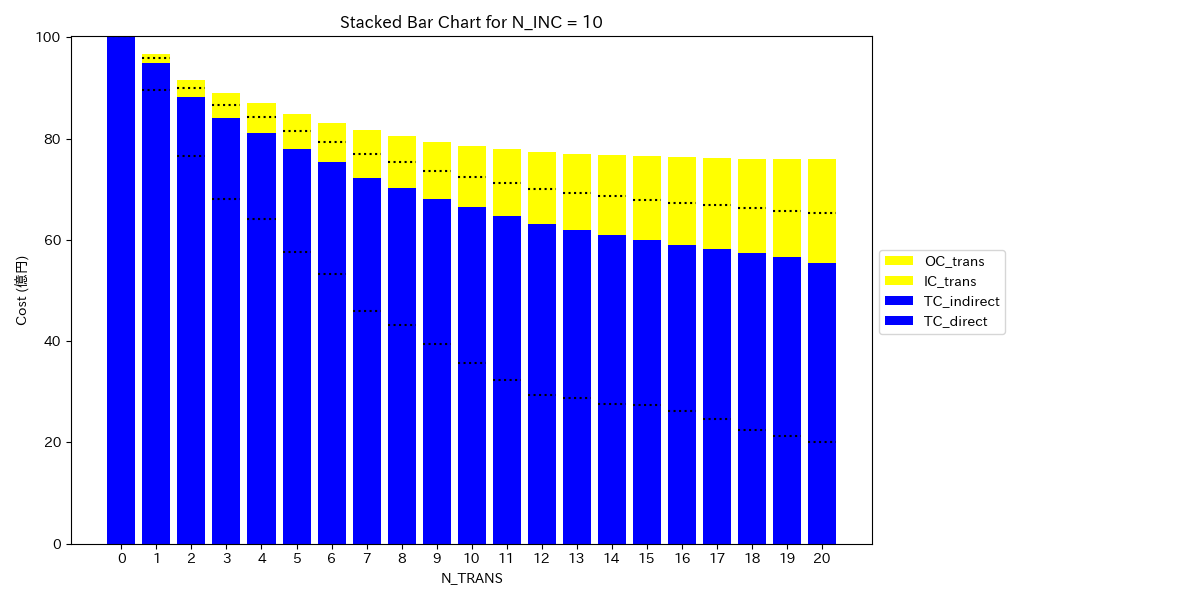 Stacked Bar Chart for N_INC = 10
Cost (億円)
100
80
60
40
20
0
0 1 2 3 4 5 6 7 8 9 10 11 12 13 14 15 16 17 18 19 20
N_TRANS
OC_trans
IC_trans
TC_indirect
TC_direct